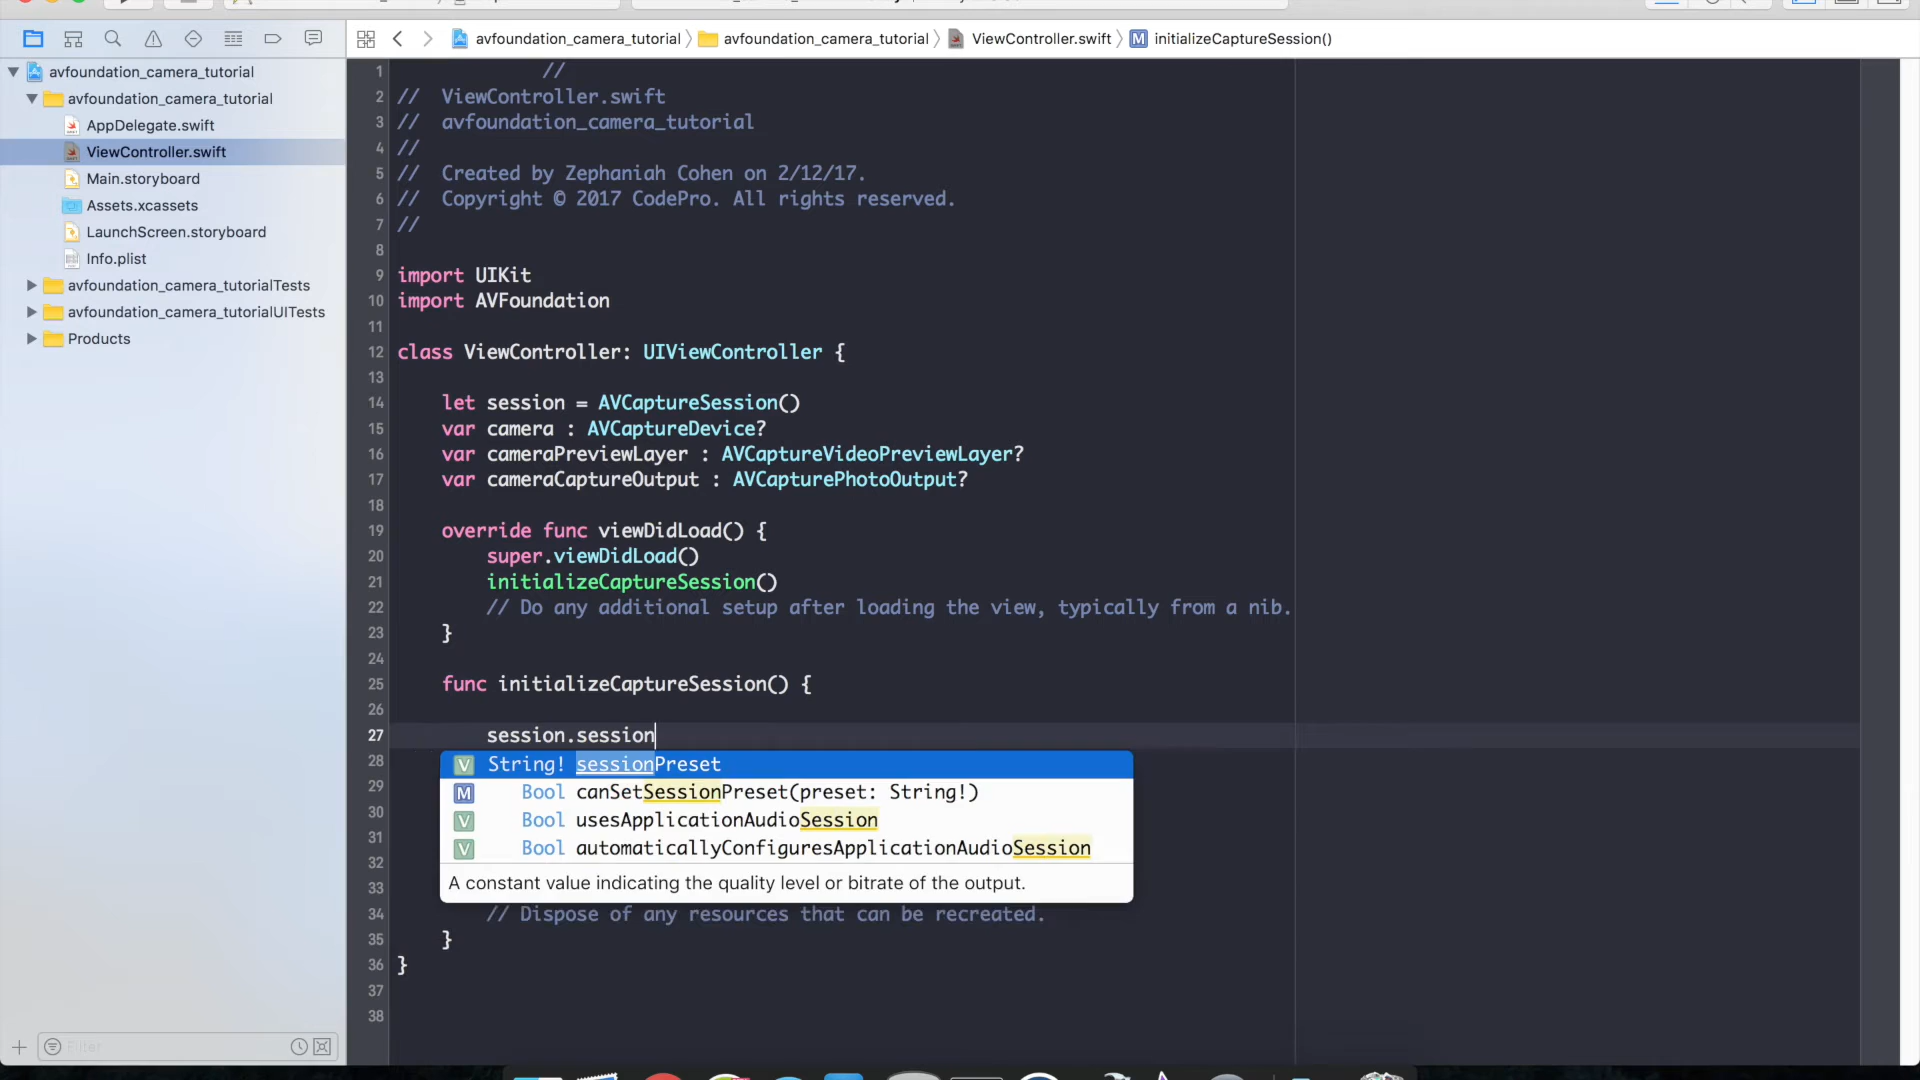 avfoundation_camera_tutorial avfoundation_camera_tutorial ViewController.swift M initializeCaptureSession()
avfoundation_camera_tutorial
avfoundation_camera_tutorial
AppDelegate.swift
ViewController.swift
Main.storyboard
Assets.xcassets
LaunchScreen.storyboard
Info.plist
avfoundation_camera_tutorialTests
avfoundation_camera_tutorialUITests
Products
Filter
1 //
2 // ViewController.swift
3 // avfoundation_camera_tutorial
4 //
5 // Created by Zephaniah Cohen on 2/12/17.
6 // Copyright © 2017 CodePro. All rights reserved.
7 //
8
9 import UIKit
10 import AVFoundation
11
12 class ViewController: UIViewController {
13
14 let session = AVCaptureSession()
15 var camera : AVCaptureDevice?
16 var cameraPreviewLayer : AVCaptureVideoPreviewLayer?
17 var cameraCaptureOutput : AVCapturePhotoOutput?
18
19 override func viewDidLoad() {
20 super.viewDidLoad()
21 initializeCaptureSession()
22 // Do any additional setup after loading the view, typically from a nib.
23 }
24
25 func initializeCaptureSession() {
26
27 session.session
28 V String! sessionPreset
29 M Bool canSetSessionPreset(preset: String!)
30 V Bool usesApplicationAudioSession
31 V Bool automaticallyConfiguresApplicationAudioSession
32
33 A constant value indicating the quality level or bitrate of the output.
34 // Dispose of any resources that can be recreated.
35 }
36 }
37
38